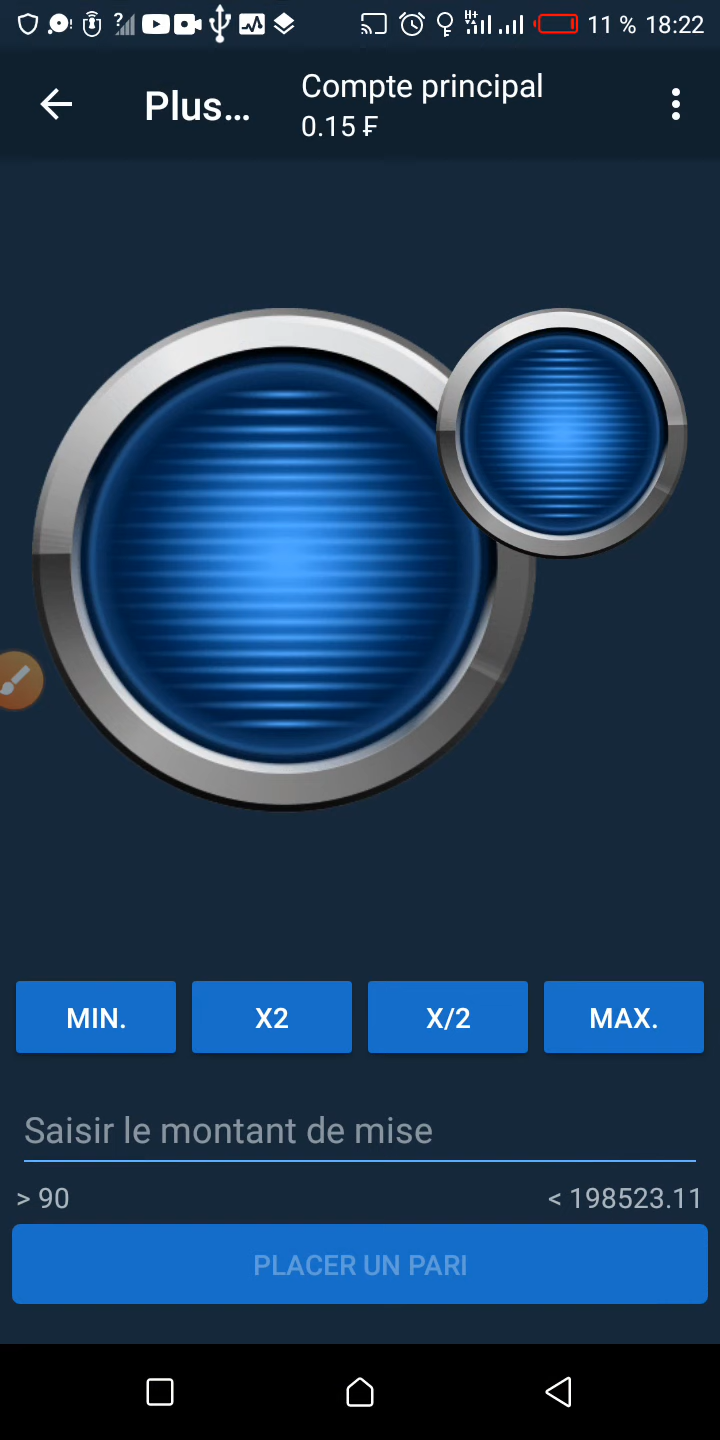 11 % 18:22
Plus...
Compte principal
0.15 ₣
MIN.
X2
X/2
MAX.
Saisir le montant de mise
> 90
< 198523.11
PLACER UN PARI